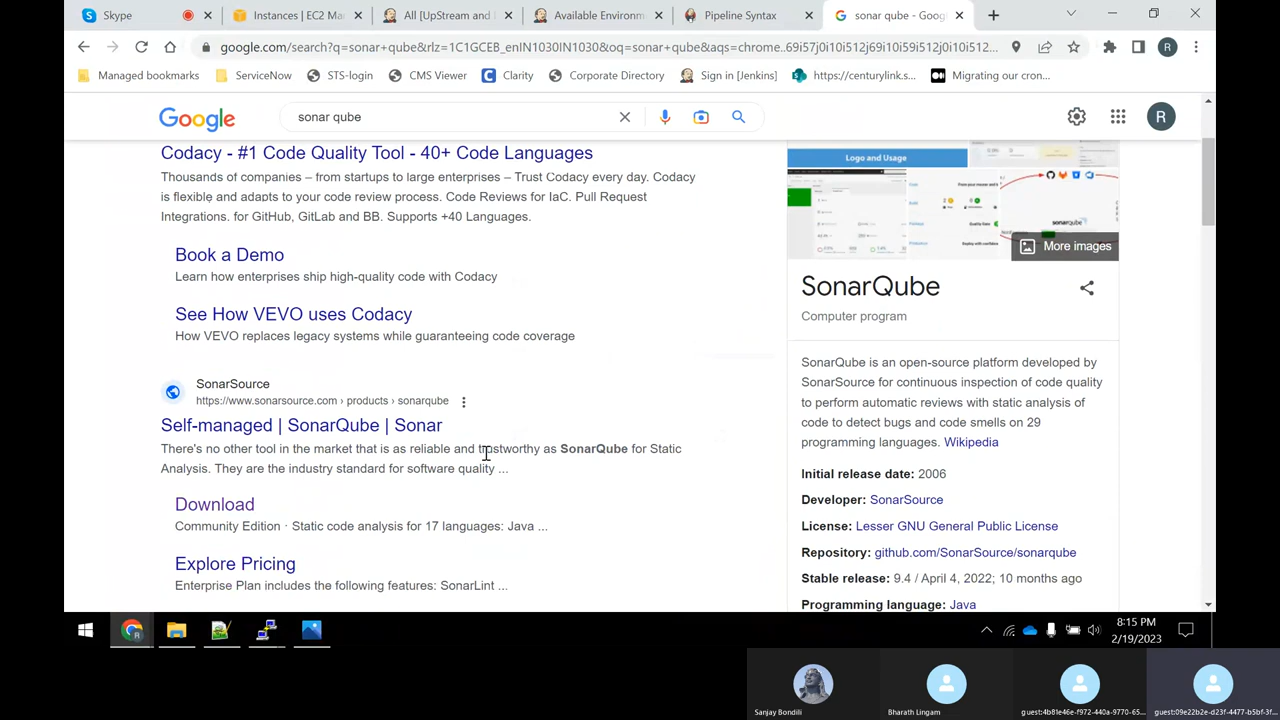 Skype
Instances | EC2 Ma
All [UpStream and
Available Environm
Pipeline Syntax
sonar qube - Goog
google.com/search?q=sonar+qube&rlz=1C1GCEB_enIN1030IN1030&oq=sonar+qube&aqs=chrome..69i57j0i10i512j69i10i59i512j0i10i512...
Managed bookmarks
ServiceNow
STS-login
CMS Viewer
Clarity
Corporate Directory
Sign in [Jenkins]
https://centurylink.s...
Migrating our cron...
R
Google
sonar qube
R
Codacy - #1 Code Quality Tool - 40+ Code Languages
Thousands of companies – from startups to large enterprises – Trust Codacy every day. Codacy
is flexible and adapts to your code review process. Code Reviews for IaC. Pull Request
Integrations. for GitHub, GitLab and BB. Supports +40 Languages.
Book a Demo
Learn how enterprises ship high-quality code with Codacy
See How VEVO uses Codacy
How VEVO replaces legacy systems while guaranteeing code coverage
SonarSource
https://www.sonarsource.com › products › sonarqube
Self-managed | SonarQube | Sonar
There's no other tool in the market that is as reliable and trustworthy as SonarQube for Static
Analysis. They are the industry standard for software quality ...
Download
Community Edition · Static code analysis for 17 languages: Java ...
Explore Pricing
Enterprise Plan includes the following features: SonarLint ...
Logo and Usage
sonarqube
More images
SonarQube
Computer program
SonarQube is an open-source platform developed by
SonarSource for continuous inspection of code quality
to perform automatic reviews with static analysis of
code to detect bugs and code smells on 29
programming languages. Wikipedia
Initial release date: 2006
Developer: SonarSource
License: Lesser GNU General Public License
Repository: github.com/SonarSource/sonarqube
Stable release: 9.4 / April 4, 2022; 10 months ago
Programming language: Java
8:15 PM
2/19/2023
Sanjay Bondili
Bharath Lingam
guest:4b81e46e-f972-440a-9770-65...
guest:09e22b2e-d23f-4477-b5bf-3f...